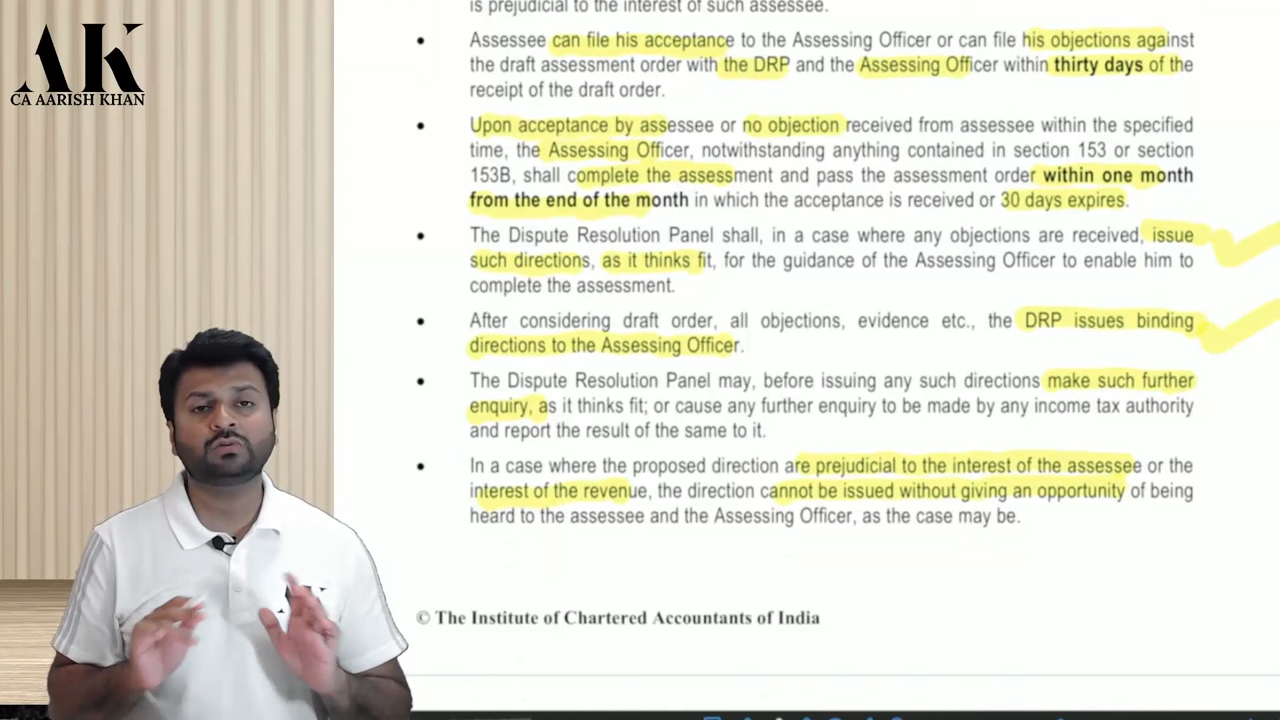 AK
CA AARISH KHAN
is prejudicial to the interest of such assessee.
• Assessee can file his acceptance to the Assessing Officer or can file his objections against
the draft assessment order with the DRP and the Assessing Officer within thirty days of the
receipt of the draft order.
• Upon acceptance by assessee or no objection received from assessee within the specified
time, the Assessing Officer, notwithstanding anything contained in section 153 or section
153B, shall complete the assessment and pass the assessment order within one month
from the end of the month in which the acceptance is received or 30 days expires.
• The Dispute Resolution Panel shall, in a case where any objections are received, issue
such directions, as it thinks fit, for the guidance of the Assessing Officer to enable him to
complete the assessment.
• After considering draft order, all objections, evidence etc., the DRP issues binding
directions to the Assessing Officer.
• The Dispute Resolution Panel may, before issuing any such directions make such further
enquiry, as it thinks fit; or cause any further enquiry to be made by any income tax authority
and report the result of the same to it.
• In a case where the proposed direction are prejudicial to the interest of the assessee or the
interest of the revenue, the direction cannot be issued without giving an opportunity of being
heard to the assessee and the Assessing Officer, as the case may be.
© The Institute of Chartered Accountants of India